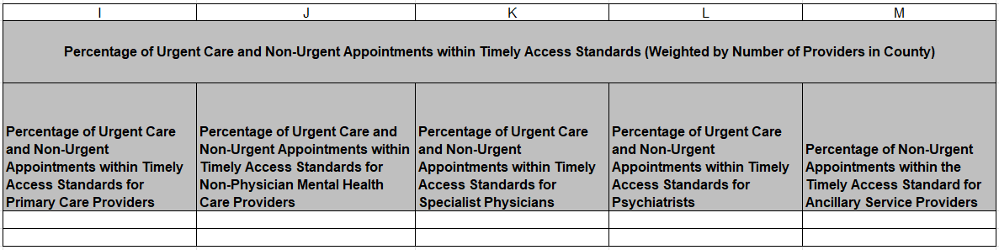 I J K L M
Percentage of Urgent Care and Non-Urgent Appointments within Timely Access Standards (Weighted by Number of Providers in County)
Percentage of Urgent Care
and Non-Urgent
Appointments within Timely
Access Standards for
Primary Care Providers
Percentage of Urgent Care and
Non-Urgent Appointments within
Timely Access Standards for
Non-Physician Mental Health
Care Providers
Percentage of Urgent Care
and Non-Urgent
Appointments within Timely
Access Standards for
Specialist Physicians
Percentage of Urgent Care
and Non-Urgent
Appointments within Timely
Access Standards for
Psychiatrists
Percentage of Non-Urgent
Appointments within the
Timely Access Standard for
Ancillary Service Providers